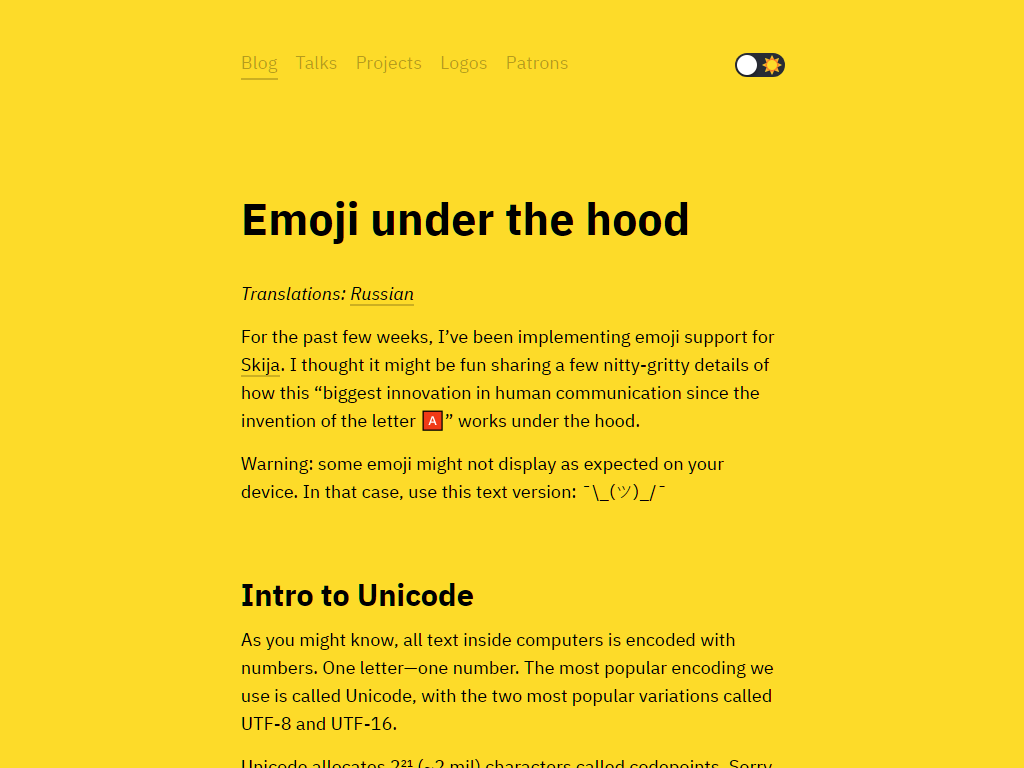 Blog Talks Projects Logos Patrons
Emoji under the hood
Translations: Russian
For the past few weeks, I’ve been implementing emoji support for
Skija. I thought it might be fun sharing a few nitty-gritty details of
how this “biggest innovation in human communication since the
invention of the letter 🅰” works under the hood.
Warning: some emoji might not display as expected on your
device. In that case, use this text version: ¯\_(ツ)_/¯
Intro to Unicode
As you might know, all text inside computers is encoded with
numbers. One letter—one number. The most popular encoding we
use is called Unicode, with the two most popular variations called
UTF-8 and UTF-16.
Unicode allocates 2²¹ (~2 mil) characters called codepoints. Sorry,